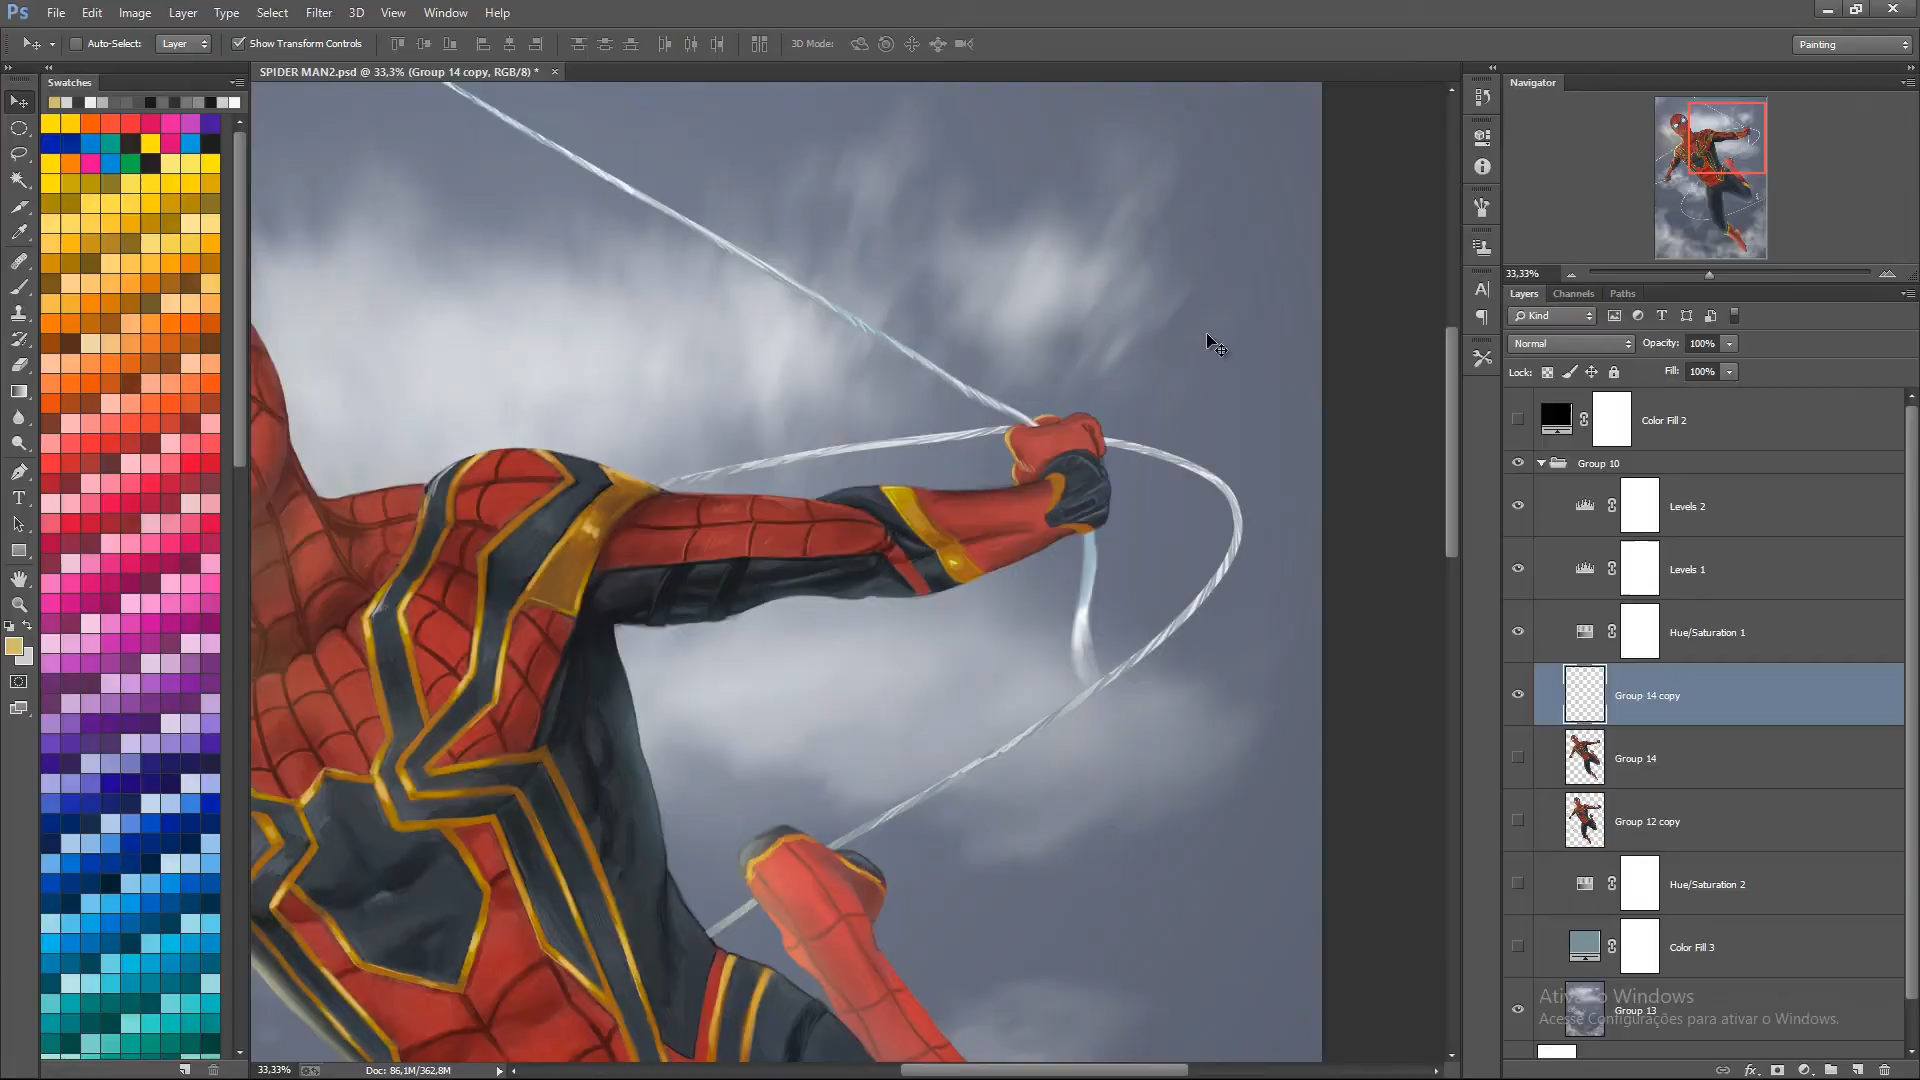 Ps File Edit Image Layer Type Select Filter 3D View Window Help
Auto-Select: Layer Show Transform Controls 3D Mode: Painting
SPIDER MAN2.psd @ 33,3% (Group 14 copy, RGB/8) * ×
Swatches
Navigator
33,33%
Layers Channels Paths
Kind
Normal Opacity: 100%
Lock: Fill: 100%
Color Fill 2
Group 10
Levels 2
Levels 1
Hue/Saturation 1
Group 14 copy
Group 14
Group 12 copy
Hue/Saturation 2
Color Fill 3
Ativar o Windows
Group 13
Acesse Configurações para ativar o Windows.
33,33% Doc: 86,1M/362,8M